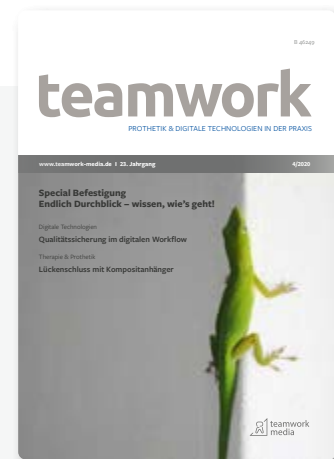 B 46049
teamwork
PROTHETIK & DIGITALE TECHNOLOGIEN IN DER PRAXIS
www.teamwork-media.de I 23. Jahrgang 4/2020
Special Befestigung
Endlich Durchblick – wissen, wie’s geht!
Digitale Technologien
Qualitätssicherung im digitalen Workflow
Therapie & Prothetik
Lückenschluss mit Kompositanhänger
teamwork
media